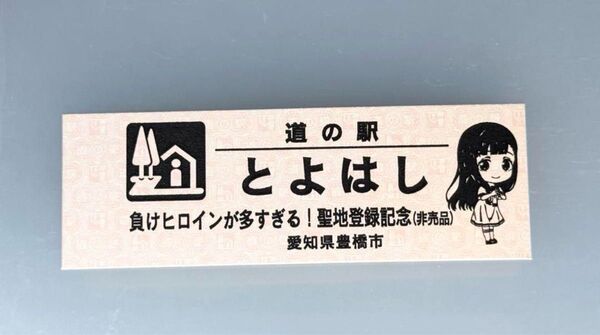 道の駅
とよはし
負けヒロインが多すぎる！聖地登録記念(非売品)
愛知県豊橋市